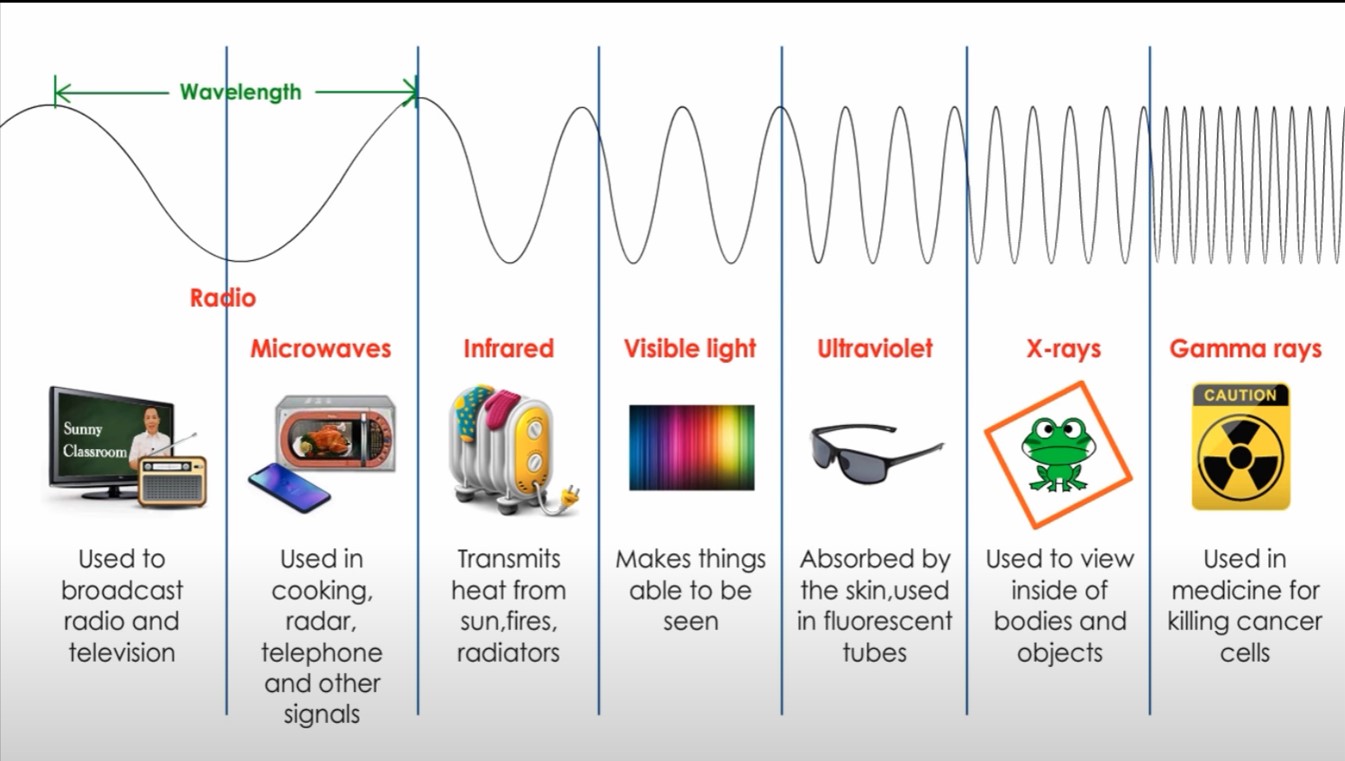 Wavelength
Radio
Microwaves
Infrared
Visible light
Ultraviolet
X-rays
Gamma rays
Sunny
Classroom
CAUTION
Used to
broadcast
radio and
television
Used in
cooking,
radar,
telephone
and other
signals
Transmits
heat from
sun,fires,
radiators
Makes things
able to be
seen
Absorbed by
the skin,used
in fluorescent
tubes
Used to view
inside of
bodies and
objects
Used in
medicine for
killing cancer
cells